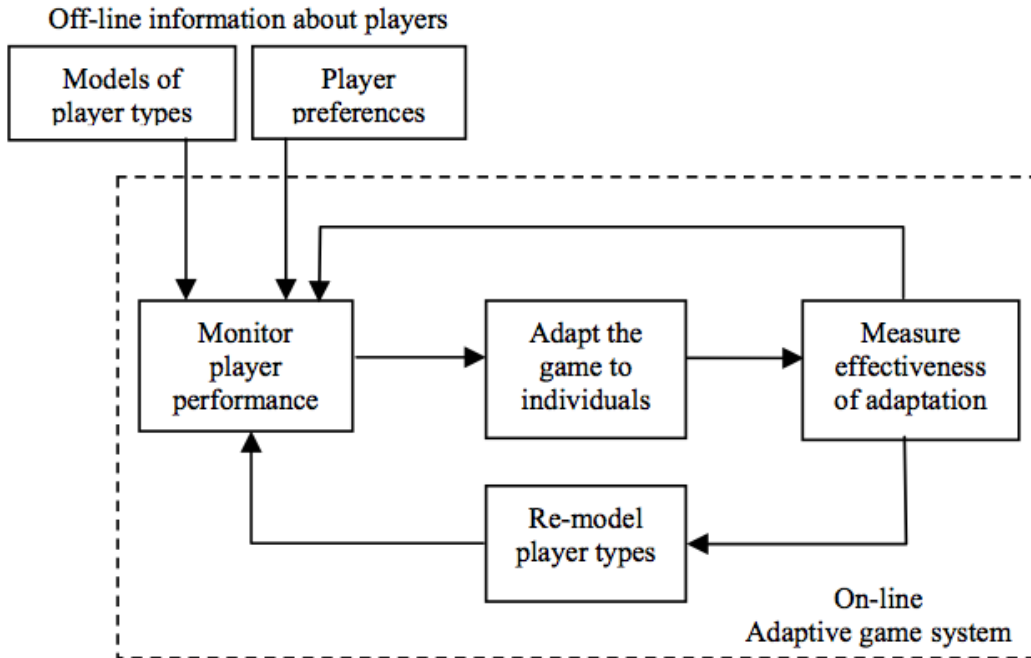 Off-line information about players
Models of
player types
Player
preferences
Monitor
player
performance
Adapt the
game to
individuals
Measure
effectiveness
of adaptation
Re-model
player types
On-line
Adaptive game system